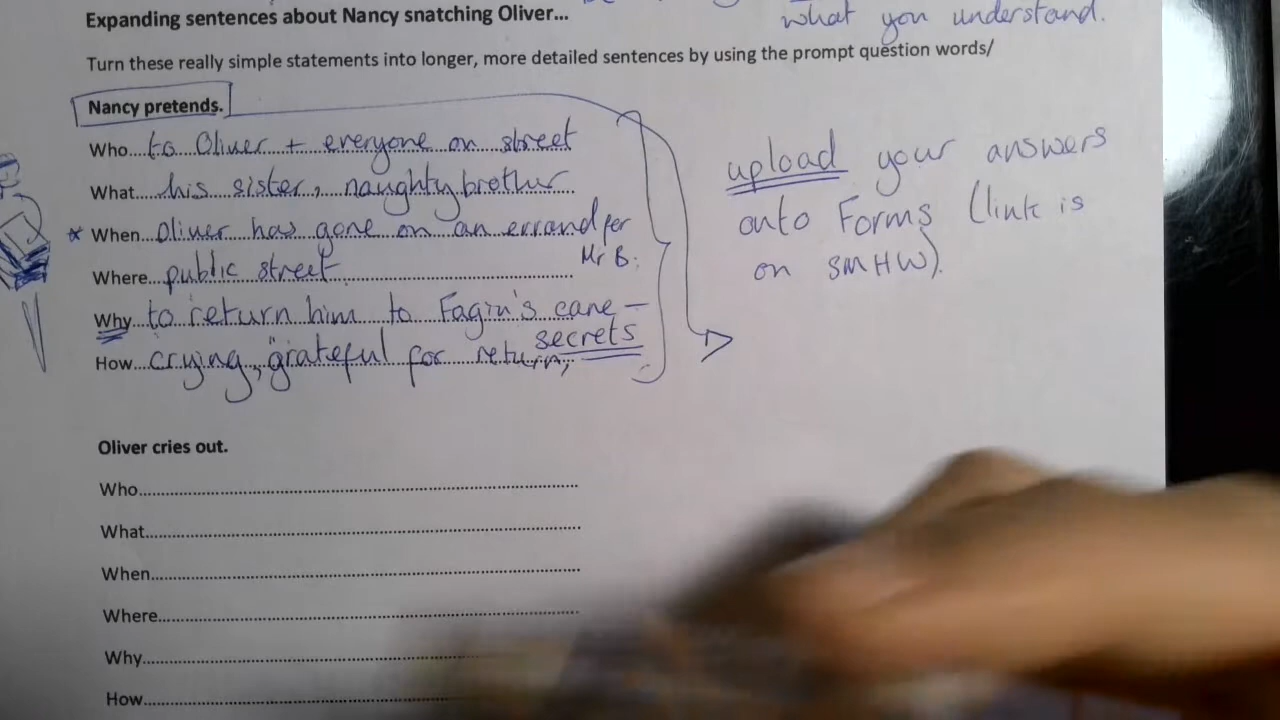 Expanding sentences about Nancy snatching Oliver...
what you understand.
Turn these really simple statements into longer, more detailed sentences by using the prompt question words/
Nancy pretends.
Who...to Oliver + everyone on street
What...his sister, naughty brother
* When...Oliver has gone on an errand for
Mr B.
Where...public street
Why...to return him to Fagin's care –
secrets
How...crying, "grateful for return,
upload your answers
onto Forms (link is
on SMHW).
Oliver cries out.
Who...
What...
When...
Where...
Why...
How...